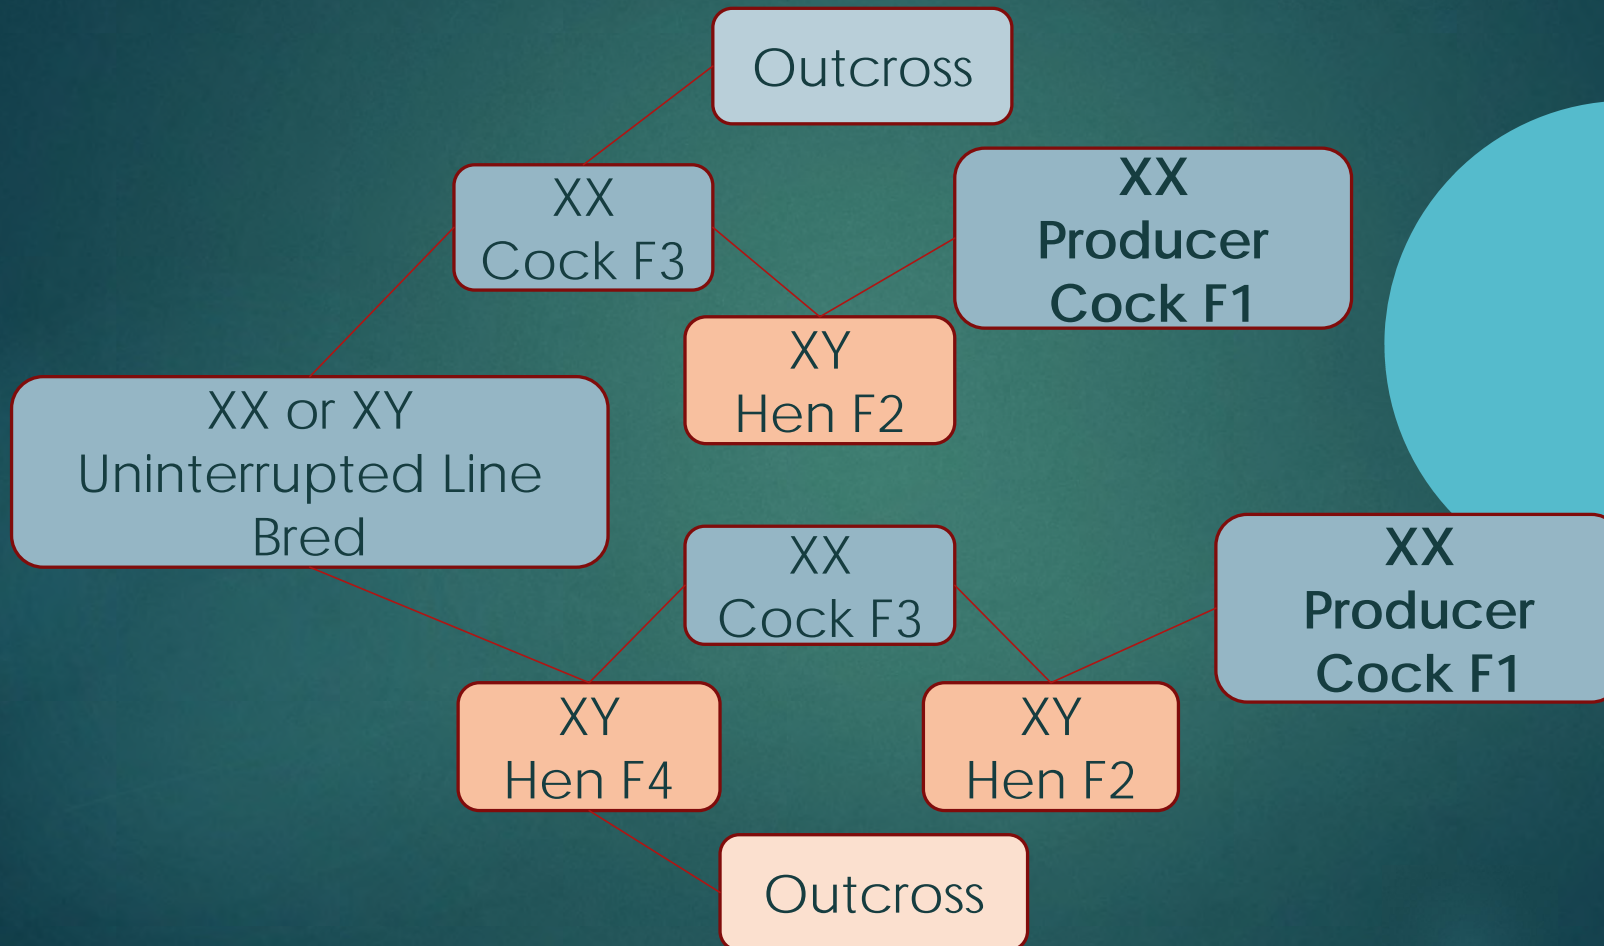 Outcross
XX
Cock F3
XX
Producer
Cock F1
XY
Hen F2
XX or XY
Uninterrupted Line
Bred
XX
Cock F3
XX
Producer
Cock F1
XY
Hen F4
XY
Hen F2
Outcross